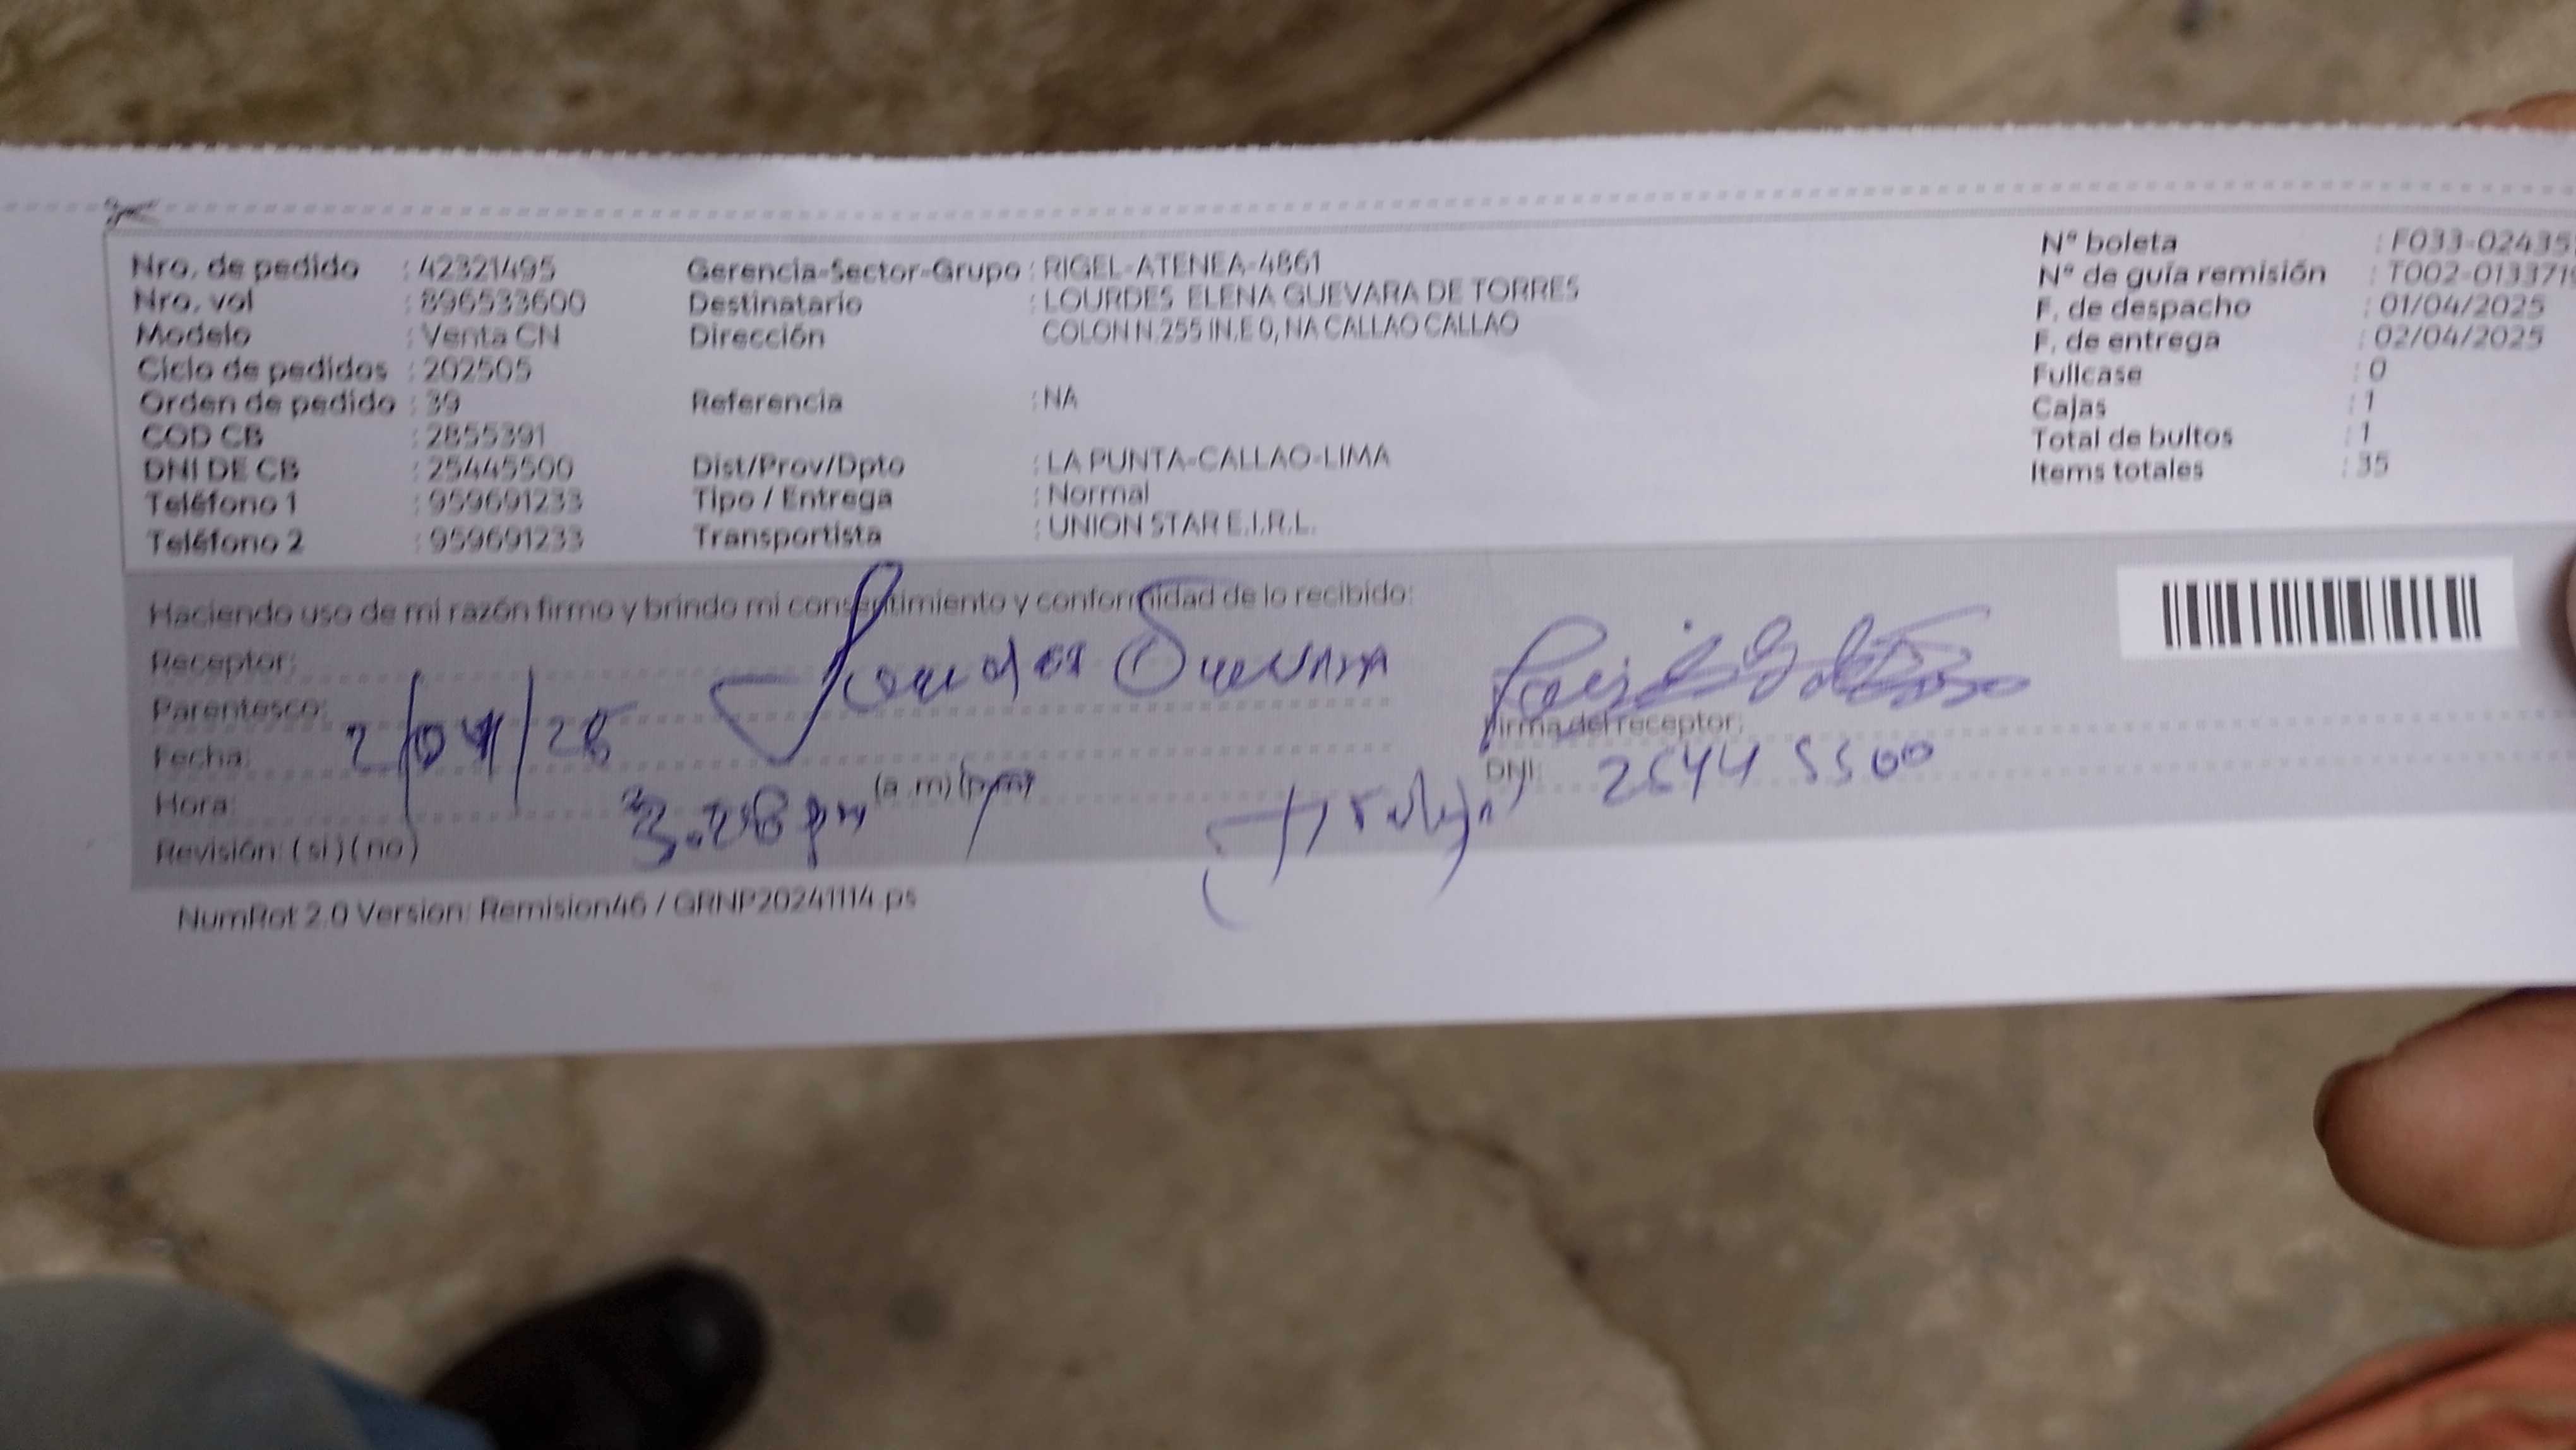 Nro. de pedido : 42321495
Nro. vol : 896533600
Modelo : Venta CN
Ciclo de pedidos : 202505
Orden de pedido : 39
COD CB : 2855391
DNI DE CB : 25445500
Teléfono 1 : 959691233
Teléfono 2 : 959691233
Gerencia-Sector-Grupo : RIGEL-ATENEA-4861
Destinatario : LOURDES ELENA GUEVARA DE TORRES
Dirección COLON N.255 IN.E 0, NA CALLAO CALLAO
Referencia : NA
Dist/Prov/Dpto : LA PUNTA-CALLAO-LIMA
Tipo / Entrega : Normal
Transportista : UNION STAR E.I.R.L.
N° boleta : F033-02435
N° de guía remisión : T002-0133719
F. de despacho : 01/04/2025
F. de entrega : 02/04/2025
Fullcase : 0
Cajas : 1
Total de bultos : 1
Items totales : 35
Haciendo uso de mi razón firmo y brindo mi consentimiento y conformidad de lo recibido:
Receptor: Lourdes Guevara
Parentesco:
Fecha: 2/04/25
Hora: (a.m) (p.m)
Revisión: (si) (no)
Firma del receptor:
DNI: 25445500
NumRot 2.0 Version: Remision46 / GRNP20241114.ps